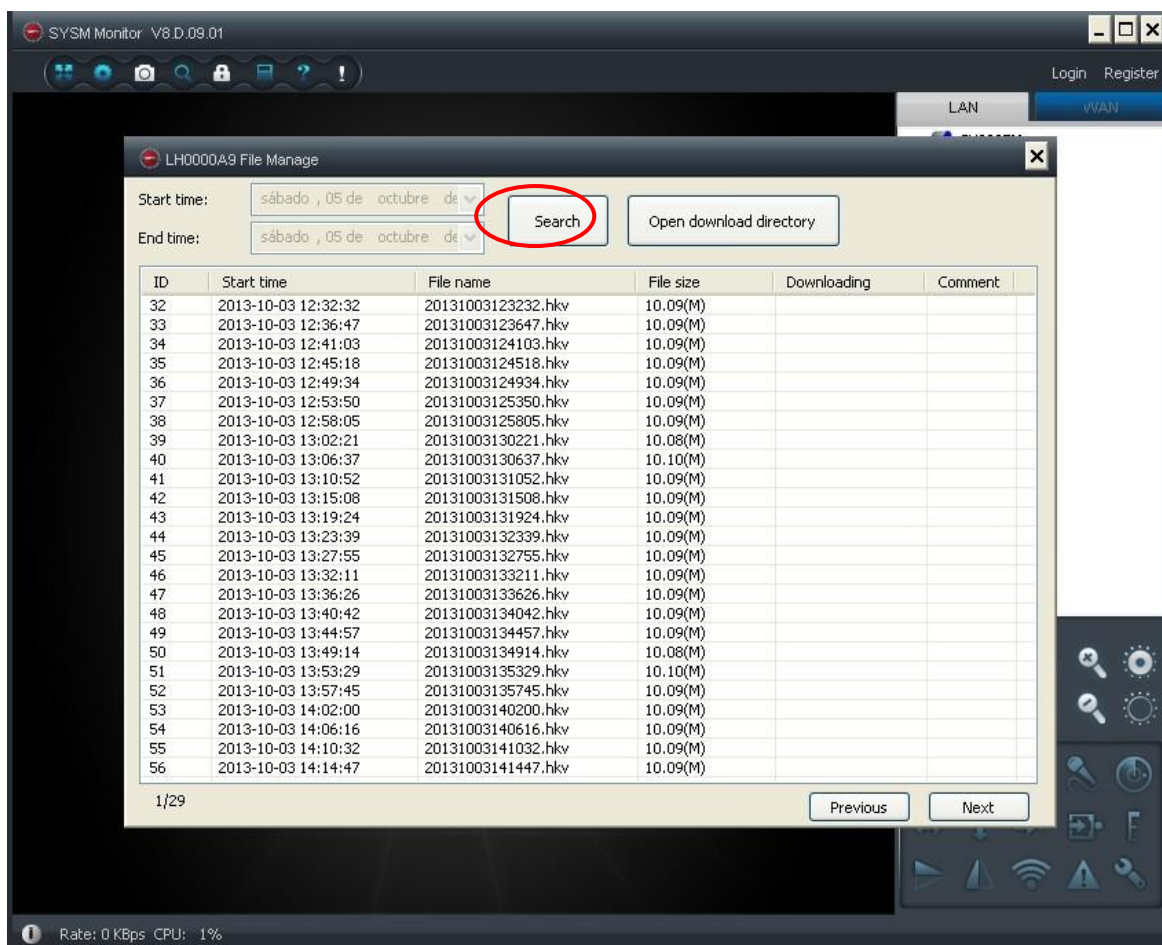 SYSM Monitor V8.D.09.01
Login Register
LAN WAN
LH0000A9 File Manage
Start time: sábado , 05 de octubre de
Search Open download directory
End time: sábado , 05 de octubre de
ID Start time File name File size Downloading Comment
32 2013-10-03 12:32:32 20131003123232.hkv 10.09(M)
33 2013-10-03 12:36:47 20131003123647.hkv 10.09(M)
34 2013-10-03 12:41:03 20131003124103.hkv 10.09(M)
35 2013-10-03 12:45:18 20131003124518.hkv 10.09(M)
36 2013-10-03 12:49:34 20131003124934.hkv 10.09(M)
37 2013-10-03 12:53:50 20131003125350.hkv 10.09(M)
38 2013-10-03 12:58:05 20131003125805.hkv 10.09(M)
39 2013-10-03 13:02:21 20131003130221.hkv 10.08(M)
40 2013-10-03 13:06:37 20131003130637.hkv 10.10(M)
41 2013-10-03 13:10:52 20131003131052.hkv 10.09(M)
42 2013-10-03 13:15:08 20131003131508.hkv 10.09(M)
43 2013-10-03 13:19:24 20131003131924.hkv 10.09(M)
44 2013-10-03 13:23:39 20131003132339.hkv 10.09(M)
45 2013-10-03 13:27:55 20131003132755.hkv 10.09(M)
46 2013-10-03 13:32:11 20131003133211.hkv 10.09(M)
47 2013-10-03 13:36:26 20131003133626.hkv 10.09(M)
48 2013-10-03 13:40:42 20131003134042.hkv 10.09(M)
49 2013-10-03 13:44:57 20131003134457.hkv 10.09(M)
50 2013-10-03 13:49:14 20131003134914.hkv 10.08(M)
51 2013-10-03 13:53:29 20131003135329.hkv 10.10(M)
52 2013-10-03 13:57:45 20131003135745.hkv 10.09(M)
53 2013-10-03 14:02:00 20131003140200.hkv 10.09(M)
54 2013-10-03 14:06:16 20131003140616.hkv 10.09(M)
55 2013-10-03 14:10:32 20131003141032.hkv 10.09(M)
56 2013-10-03 14:14:47 20131003141447.hkv 10.09(M)
1/29
Previous Next
Rate: 0 KBps CPU: 1%